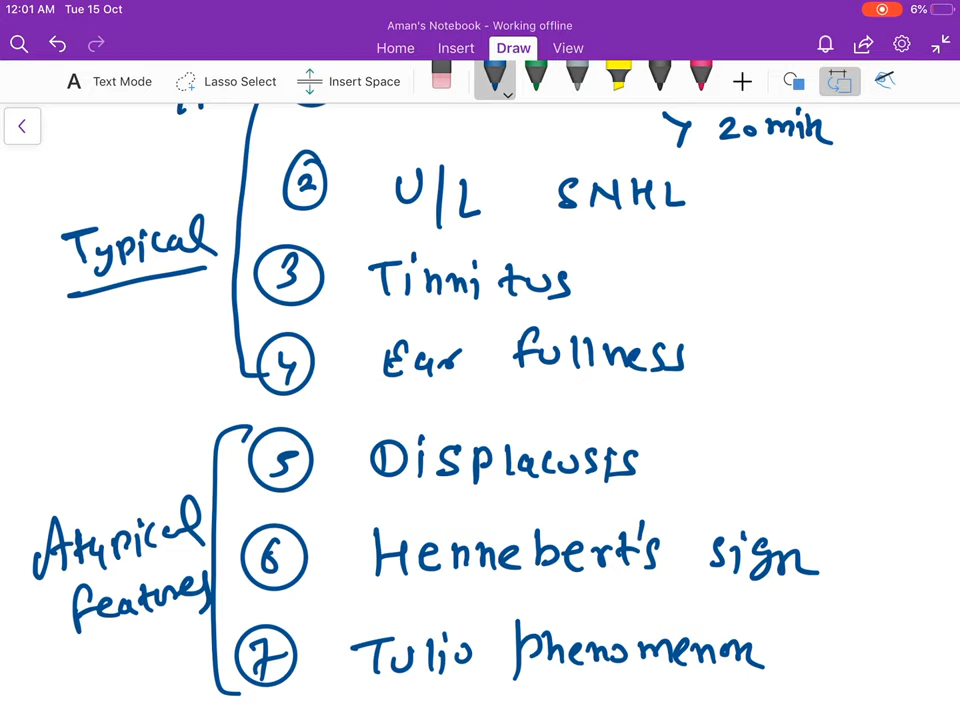 12:01 AM Tue 15 Oct 6%
Aman's Notebook - Working offline
Home Insert Draw View
A Text Mode Lasso Select Insert Space
> 20 min
2 U/L SNHL
Typical
3 Tinnitus
4 Ear fullness
5 Displacusis
Atypical features
6 Hennebert's sign
7 Tulio phenomenon